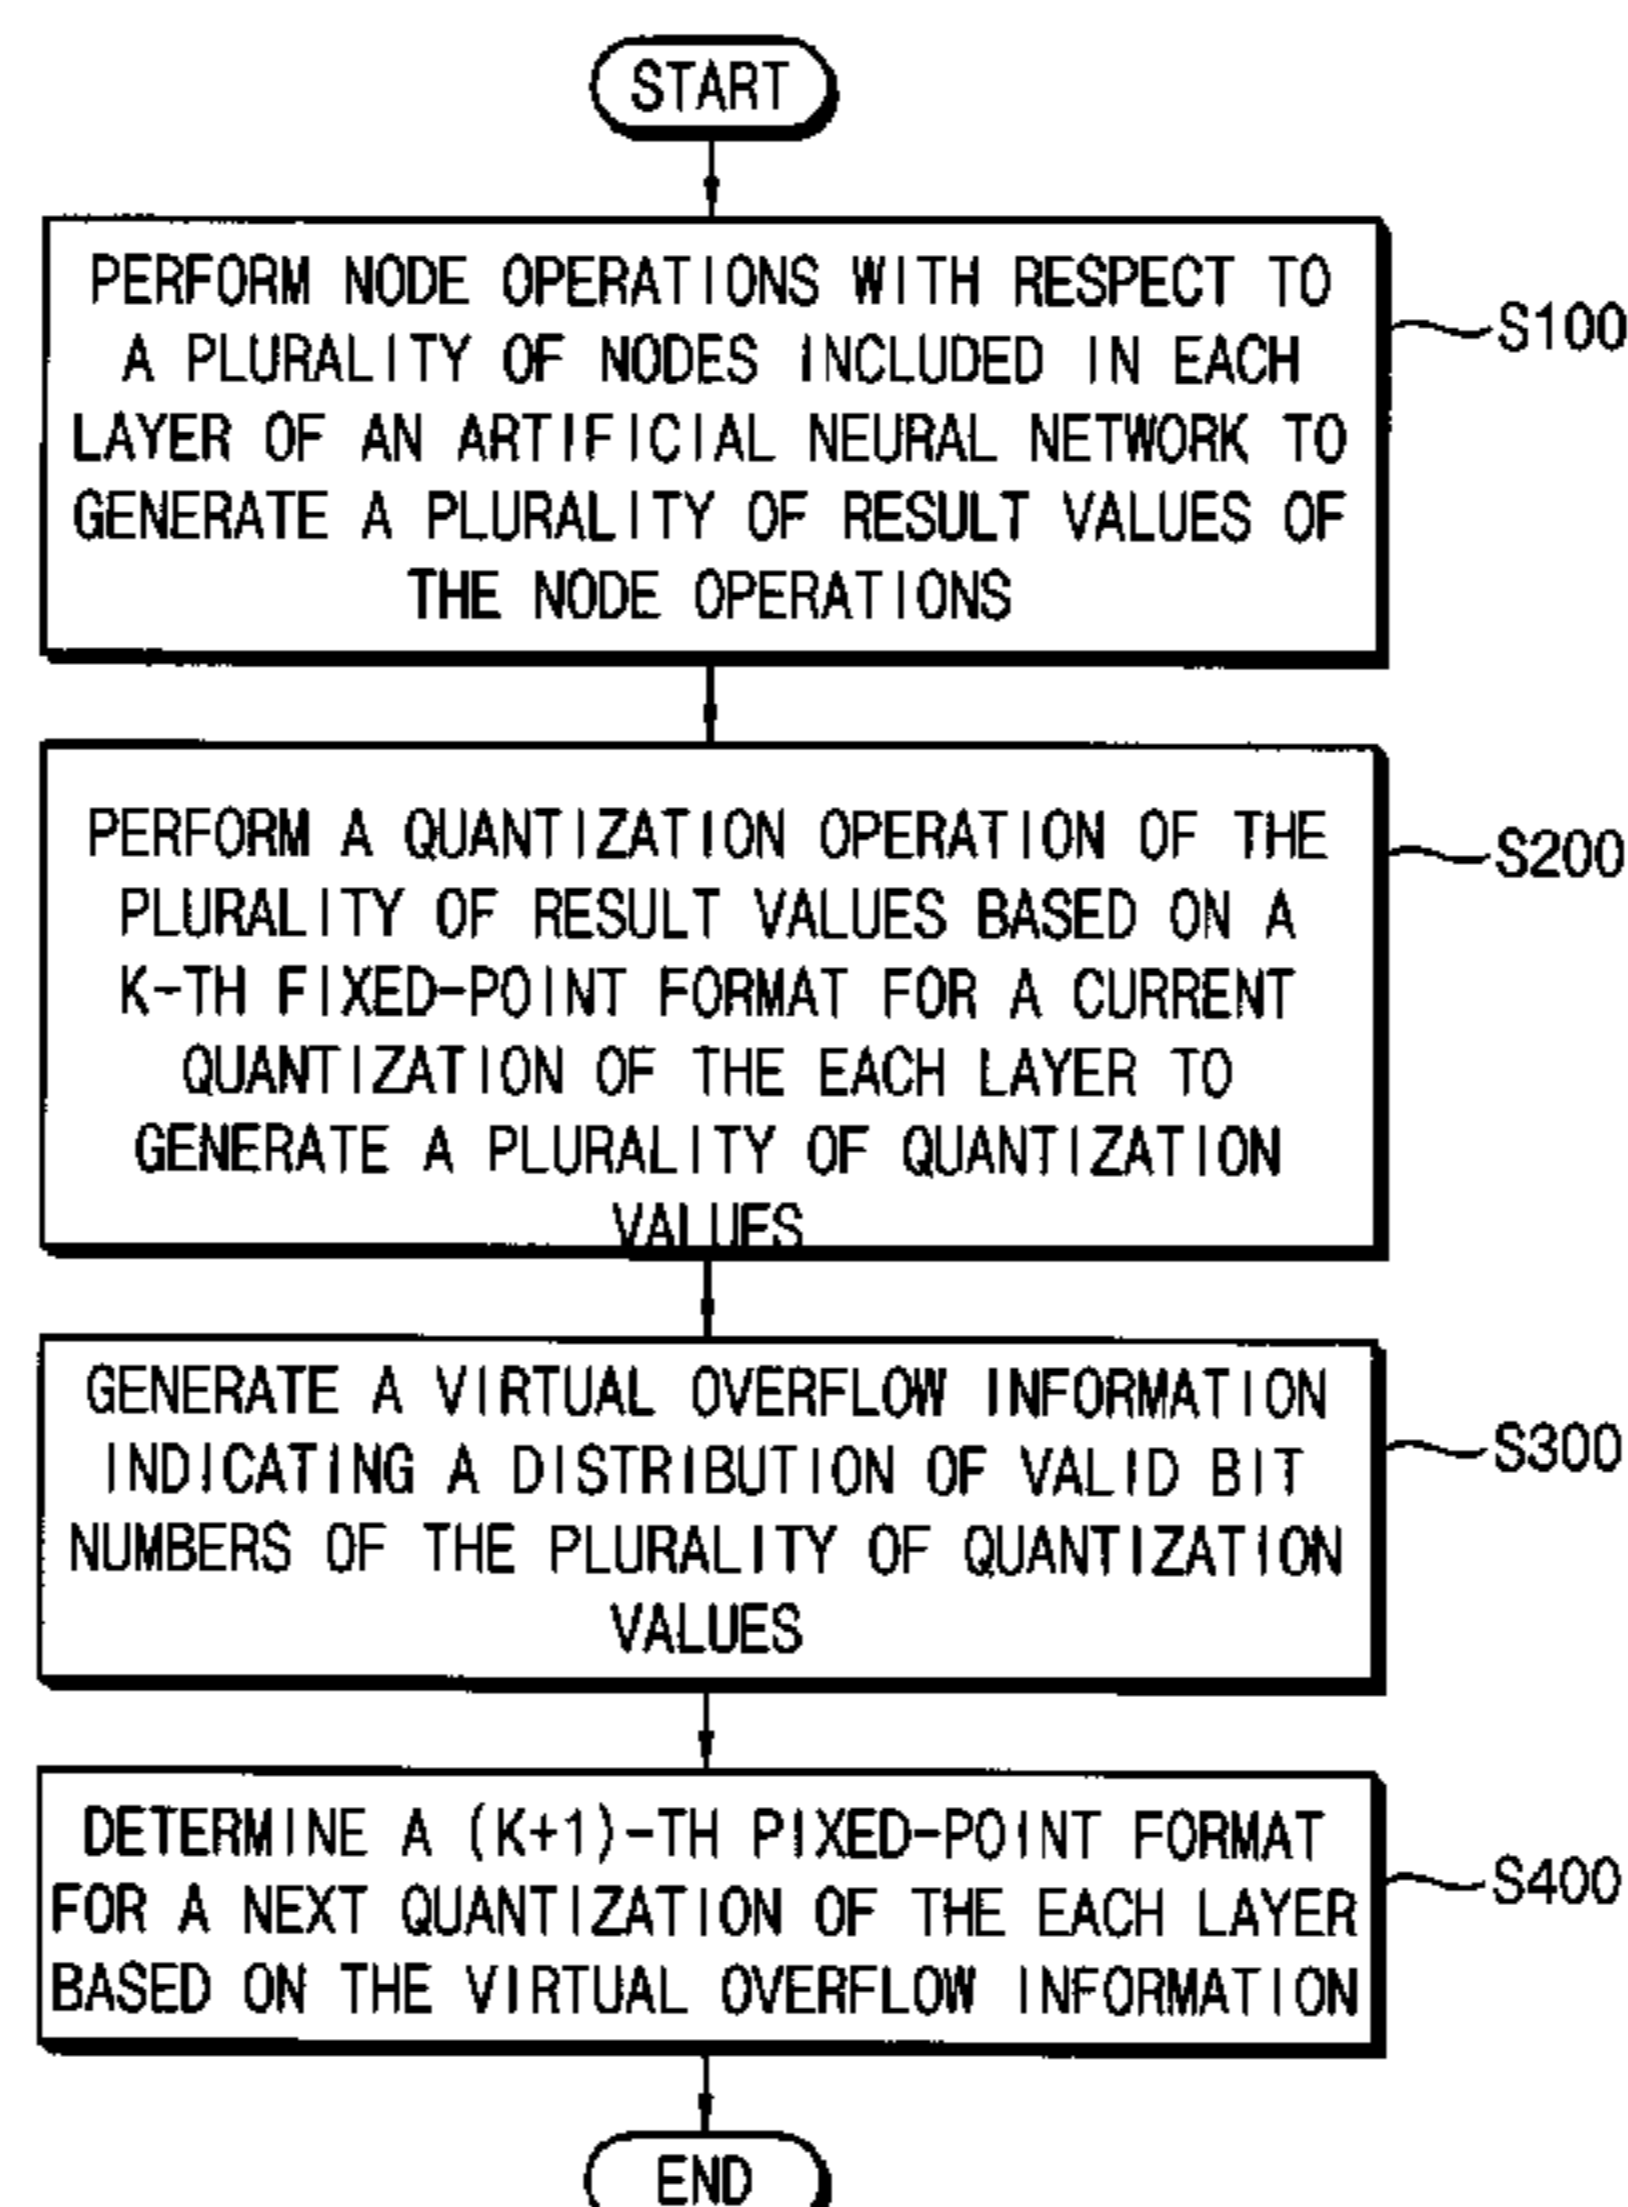 START
PERFORM NODE OPERATIONS WITH RESPECT TO
A PLURALITY OF NODES INCLUDED IN EACH
LAYER OF AN ARTIFICIAL NEURAL NETWORK TO
GENERATE A PLURALITY OF RESULT VALUES OF
THE NODE OPERATIONS
S100
PERFORM A QUANTIZATION OPERATION OF THE
PLURALITY OF RESULT VALUES BASED ON A
K-TH FIXED-POINT FORMAT FOR A CURRENT
QUANTIZATION OF THE EACH LAYER TO
GENERATE A PLURALITY OF QUANTIZATION
VALUES
S200
GENERATE A VIRTUAL OVERFLOW INFORMATION
INDICATING A DISTRIBUTION OF VALID BIT
NUMBERS OF THE PLURALITY OF QUANTIZATION
VALUES
S300
DETERMINE A (K+1)-TH PIXED-POINT FORMAT
FOR A NEXT QUANTIZATION OF THE EACH LAYER
BASED ON THE VIRTUAL OVERFLOW INFORMATION
S400
END